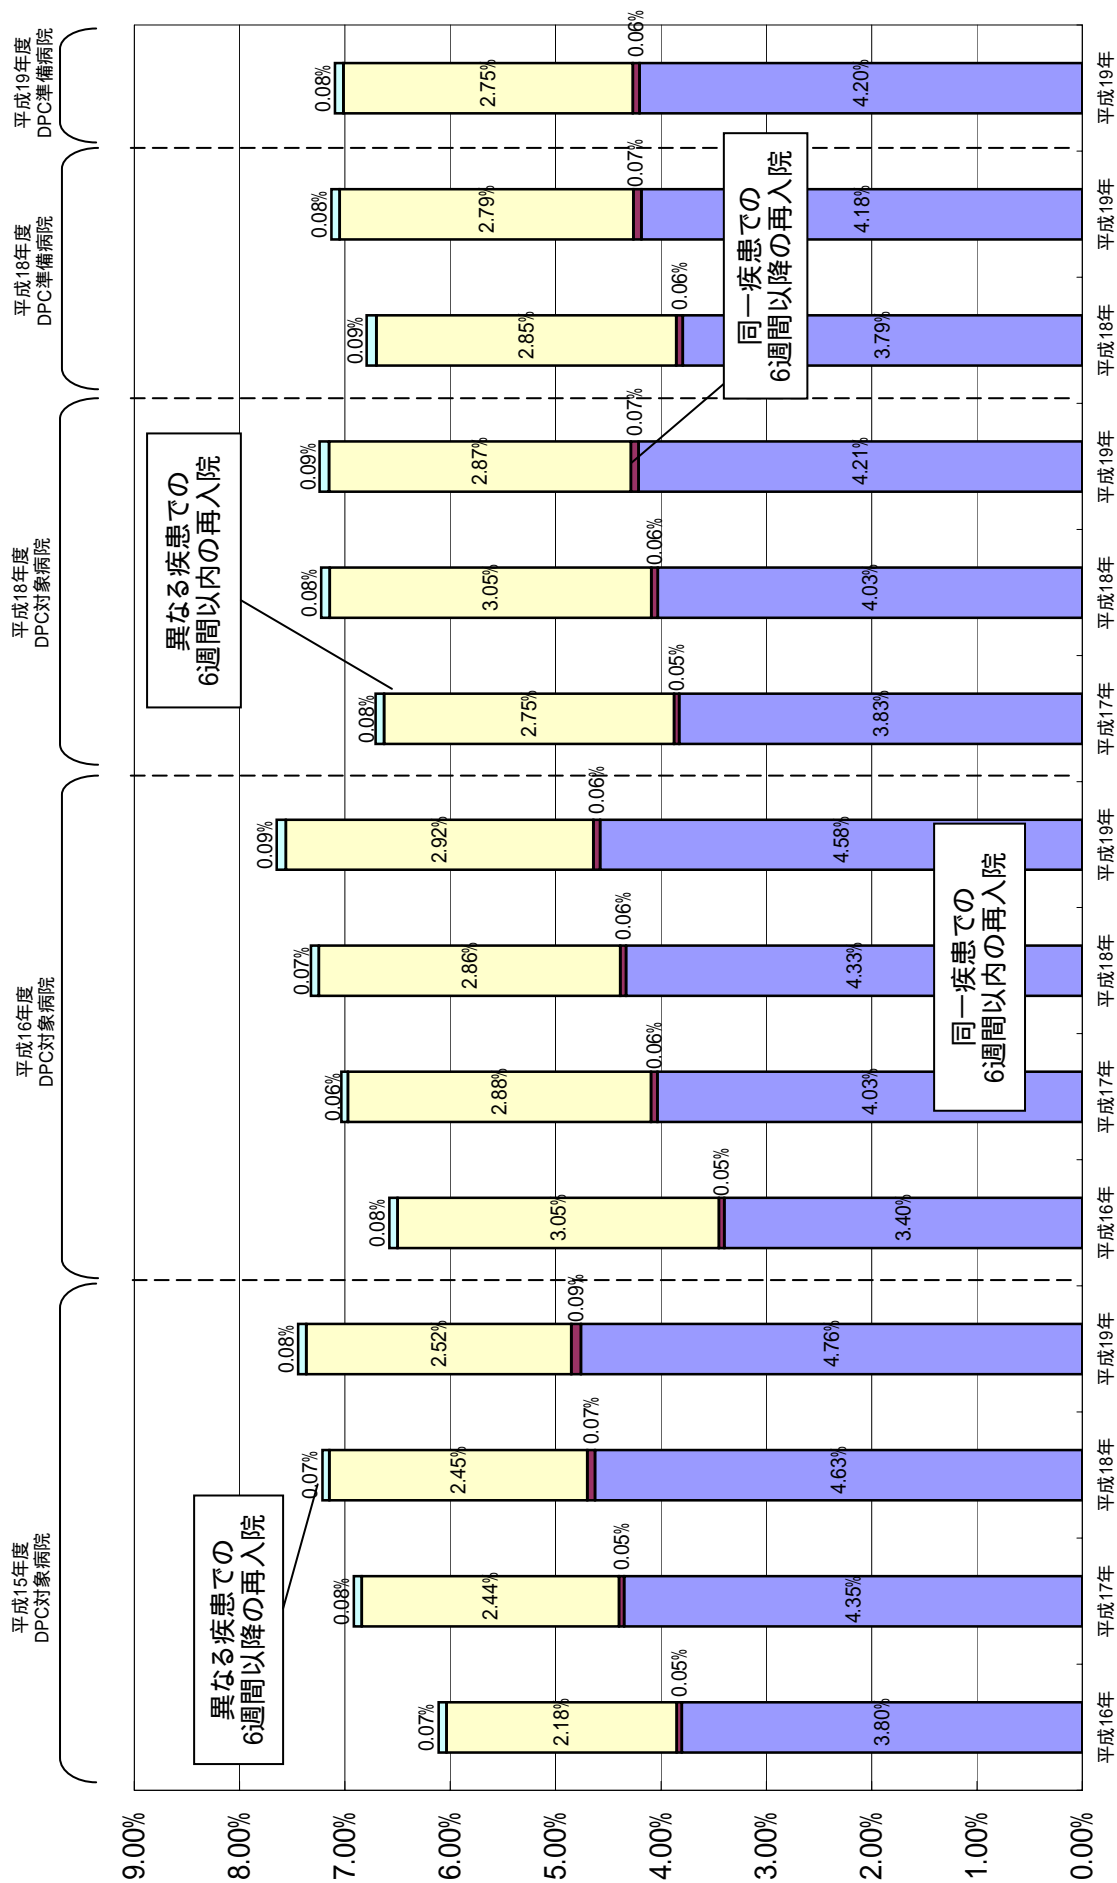 平成15年度
DPC対象病院
平成16年度
DPC対象病院
平成18年度
DPC対象病院
平成18年度
DPC準備病院
平成19年度
DPC準備病院
9.00%
8.00%
7.00%
6.00%
5.00%
4.00%
3.00%
2.00%
1.00%
0.00%
異なる疾患での
6週間以降の再入院
異なる疾患での
6週間以内の再入院
同一疾患での
6週間以降の再入院
同一疾患での
6週間以内の再入院
0.07%
2.18%
0.05%
3.80%
0.08%
2.44%
0.05%
4.35%
0.07%
2.45%
0.07%
4.63%
0.08%
2.52%
0.09%
4.76%
0.08%
3.05%
0.05%
3.40%
0.06%
2.88%
0.06%
4.03%
0.07%
2.86%
0.06%
4.33%
0.09%
2.92%
0.06%
4.58%
0.08%
2.75%
0.05%
3.83%
0.08%
3.05%
0.06%
4.03%
0.09%
2.87%
0.07%
4.21%
0.09%
2.85%
0.06%
3.79%
0.08%
2.79%
0.07%
4.18%
0.08%
2.75%
0.06%
4.20%
平成16年
平成17年
平成18年
平成19年
平成16年
平成17年
平成18年
平成19年
平成17年
平成18年
平成19年
平成18年
平成19年
平成19年